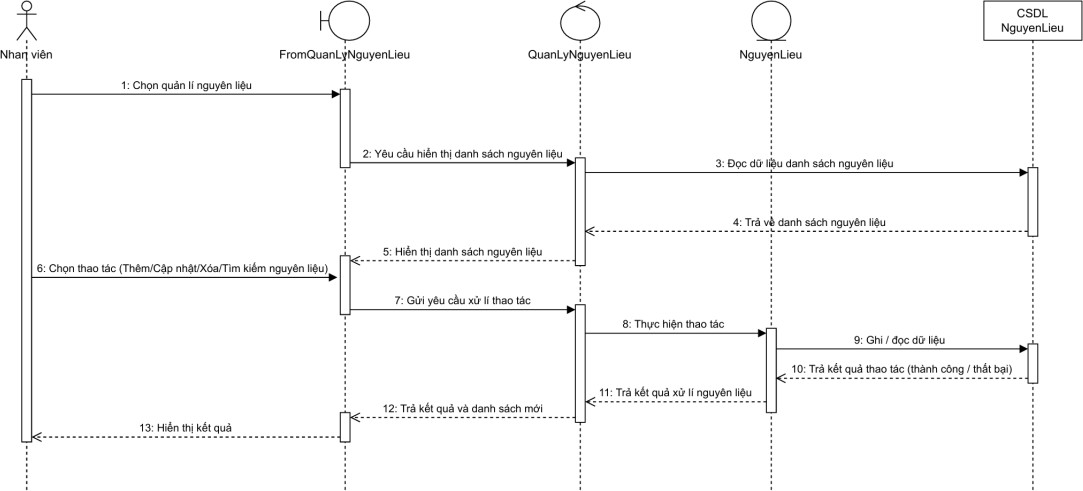 CSDL
NguyenLieu
Nhan viên
FromQuanLyNguyenLieu
QuanLyNguyenLieu
NguyenLieu
1: Chọn quản lí nguyên liệu
2: Yêu cầu hiển thị danh sách nguyên liệu
3: Đọc dữ liệu danh sách nguyên liệu
4: Trả về danh sách nguyên liệu
5: Hiển thị danh sách nguyên liệu
6: Chọn thao tác (Thêm/Cập nhật/Xóa/Tìm kiếm nguyên liệu)
7: Gửi yêu cầu xử lí thao tác
8: Thực hiện thao tác
9: Ghi / đọc dữ liệu
10: Trả kết quả thao tác (thành công / thất bại)
11: Trả kết quả xử lí nguyên liệu
12: Trả kết quả và danh sách mới
13: Hiển thị kết quả